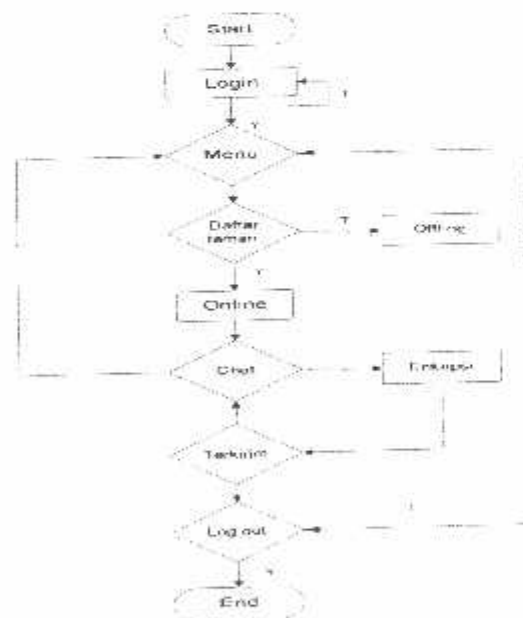 Start
Login
T
Y
Menu
Daftar
teman
T
Offline
Y
Online
Chat
Enkripsi
Terkirim
Log out
T
Y
End